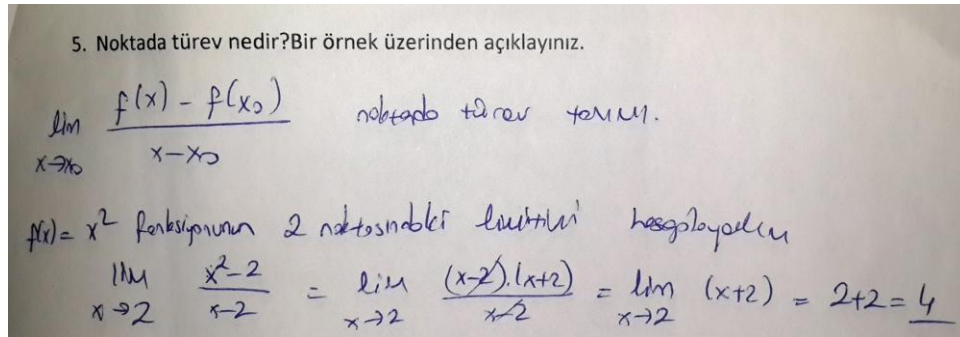 5. Noktada türev nedir?Bir örnek üzerinden açıklayınız.
lim x→x₀ (f(x) - f(x₀)) / (x - x₀) noktada türev tanımı.
f(x) = x² fonksiyonunun 2 noktasındaki limitini hesaplayalım
lim x→2 (x² - 2) / (x - 2) = lim x→2 ((x-2).(x+2)) / (x-2) = lim x→2 (x+2) = 2+2 = 4